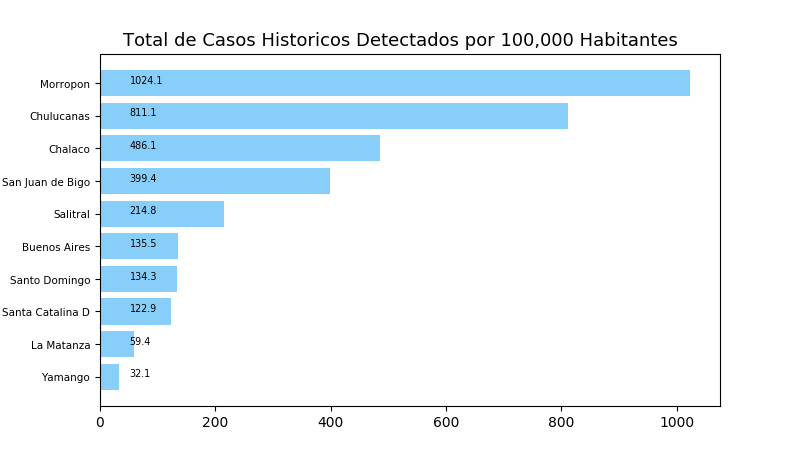 Total de Casos Historicos Detectados por 100,000 Habitantes
Morropon 1024.1
Chulucanas 811.1
Chalaco 486.1
San Juan de Bigo 399.4
Salitral 214.8
Buenos Aires 135.5
Santo Domingo 134.3
Santa Catalina D 122.9
La Matanza 59.4
Yamango 32.1
0 200 400 600 800 1000